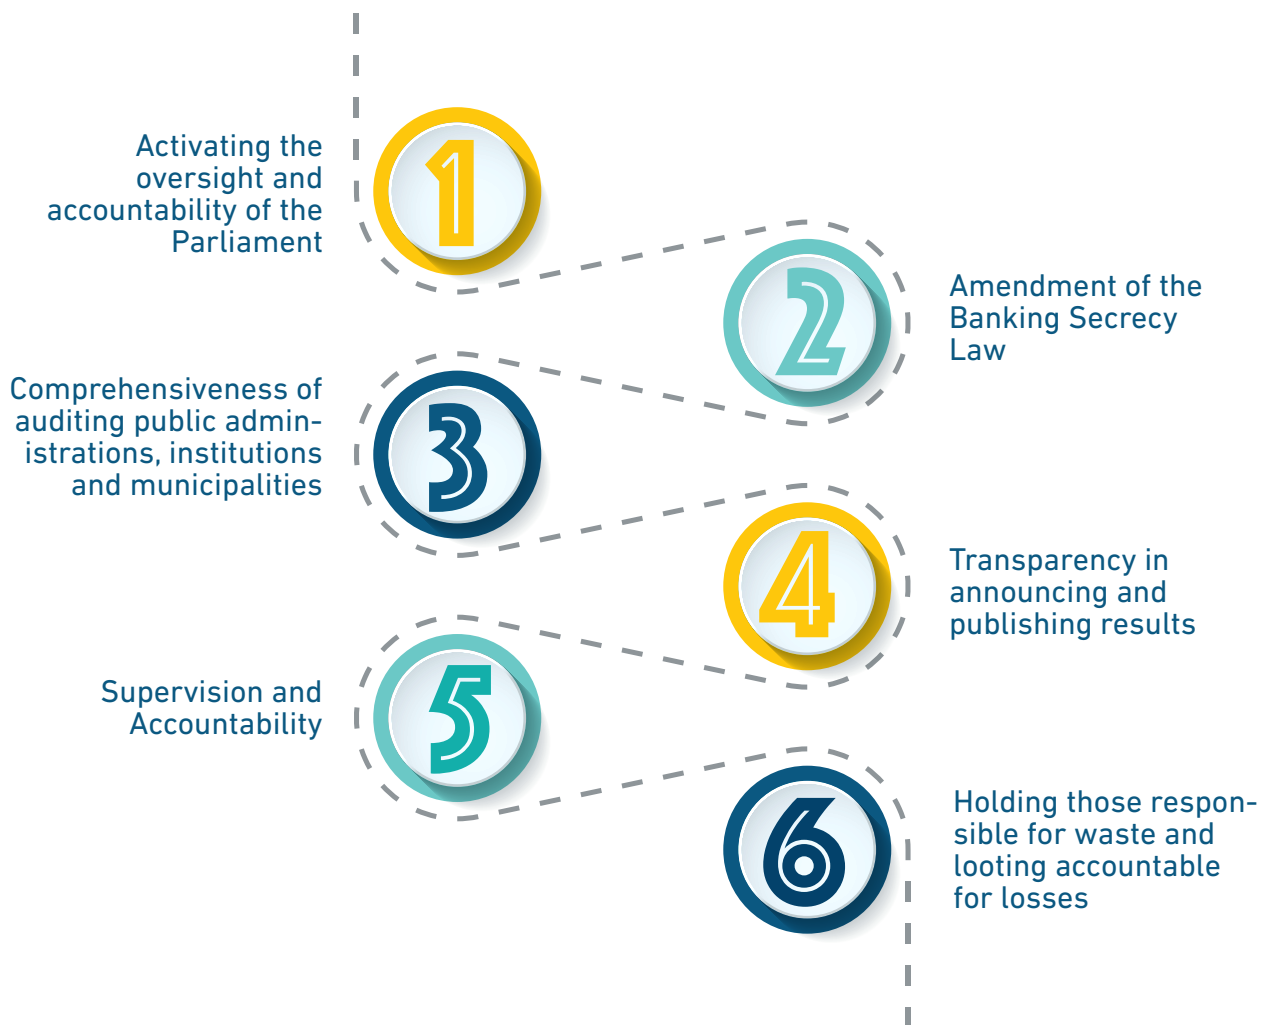 1
Activating the
oversight and
accountability of the
Parliament
2
Amendment of the
Banking Secrecy
Law
3
Comprehensiveness of
auditing public admin-
istrations, institutions
and municipalities
4
Transparency in
announcing and
publishing results
5
Supervision and
Accountability
6
Holding those respon-
sible for waste and
looting accountable
for losses